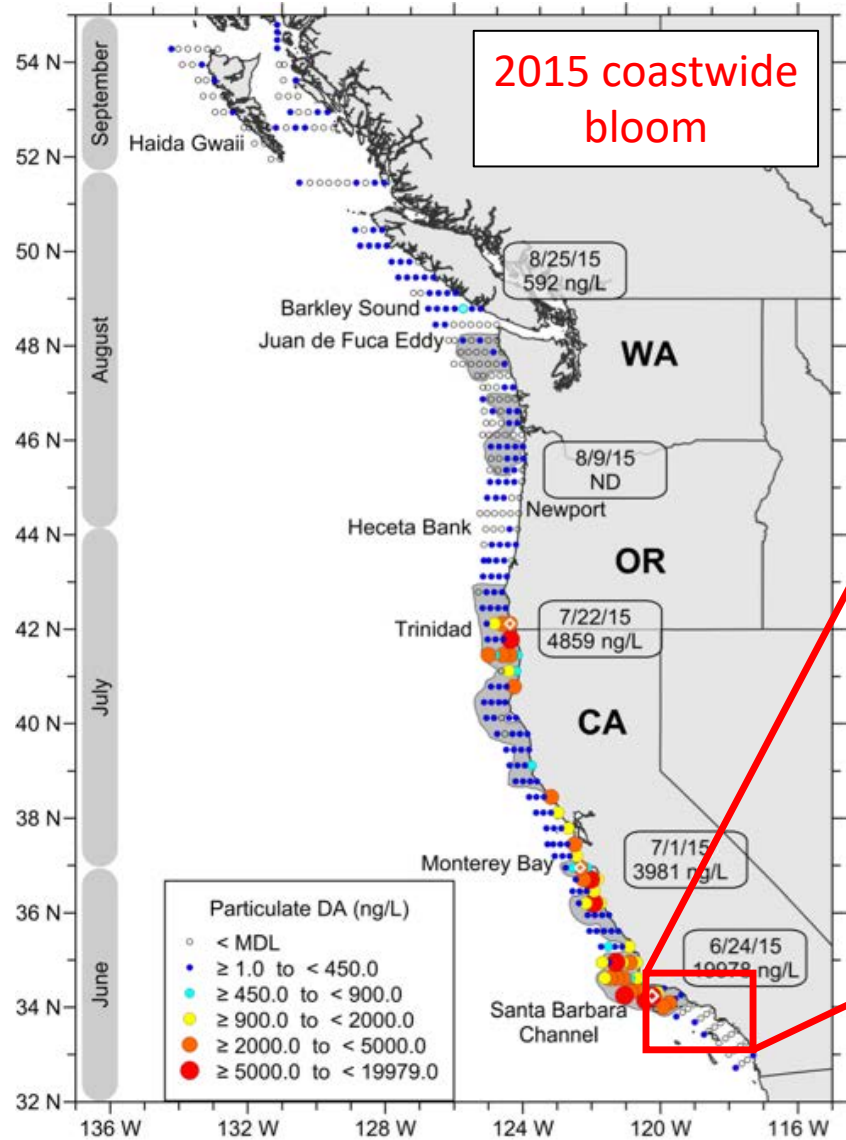 2015 coastwide
bloom
54 N
52 N
50 N
48 N
46 N
44 N
42 N
40 N
38 N
36 N
34 N
32 N
September
August
July
June
Haida Gwaii
8/25/15
592 ng/L
Barkley Sound
Juan de Fuca Eddy
WA
8/9/15
ND
Newport
Heceta Bank
OR
7/22/15
4859 ng/L
Trinidad
CA
7/1/15
3981 ng/L
Monterey Bay
6/24/15
19978 ng/L
Santa Barbara
Channel
Particulate DA (ng/L)
< MDL
≥ 1.0 to < 450.0
≥ 450.0 to < 900.0
≥ 900.0 to < 2000.0
≥ 2000.0 to < 5000.0
≥ 5000.0 to < 19979.0
136 W
132 W
128 W
124 W
120 W
116 W